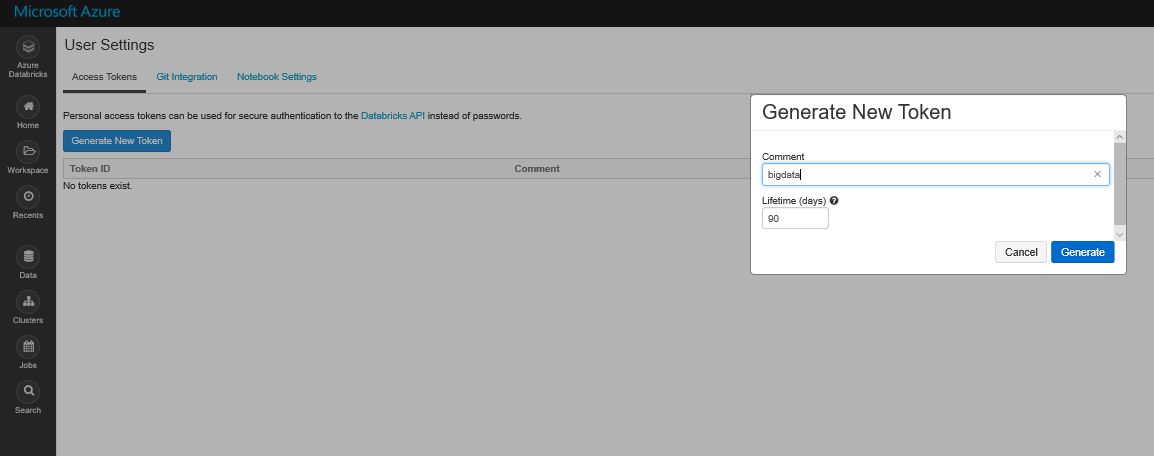 Microsoft Azure
User Settings
Azure
Databricks
Home
Workspace
Recents
Data
Clusters
Jobs
Search
Access Tokens Git Integration Notebook Settings
Personal access tokens can be used for secure authentication to the Databricks API instead of passwords.
Generate New Token
Token ID Comment
No tokens exist.
Generate New Token
Comment
bigdata
Lifetime (days)
90
Cancel Generate